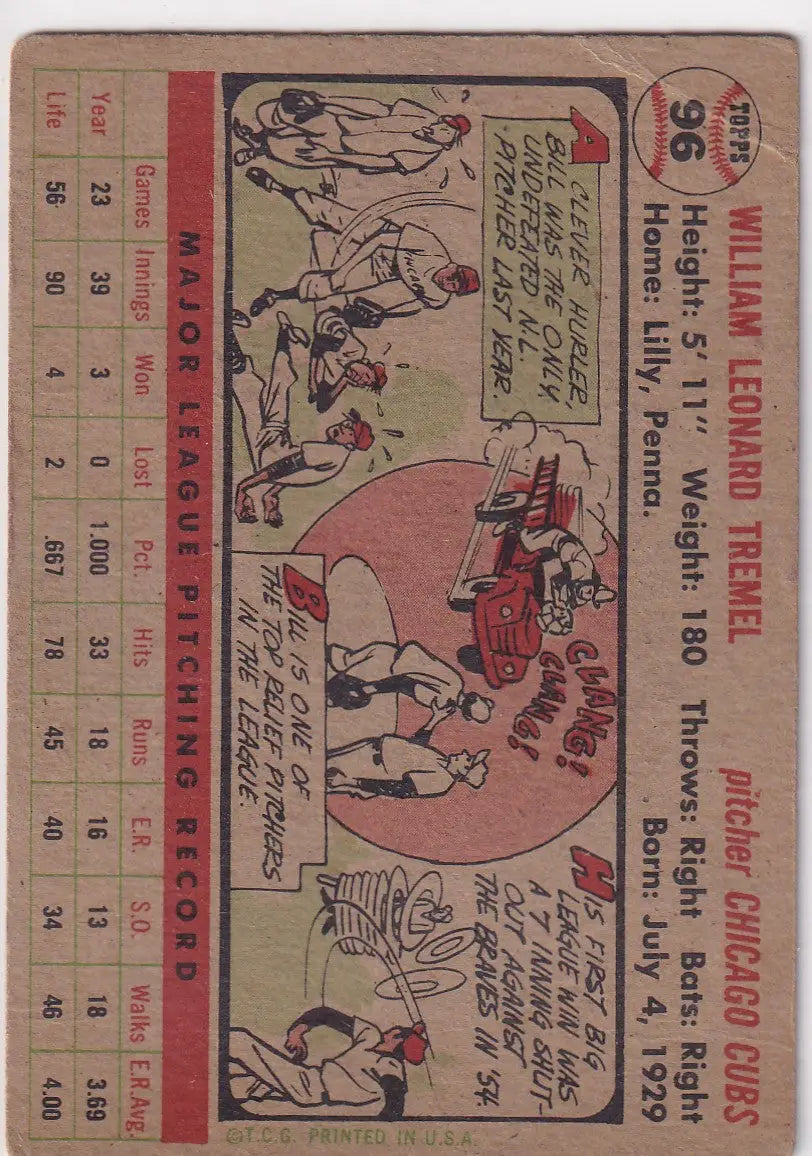 TOPPS
96
WILLIAM LEONARD TREMEL pitcher CHICAGO CUBS
Height: 5' 11" Weight: 180 Throws: Right Bats: Right
Home: Lilly, Penna. Born: July 4, 1929
A CLEVER HURLER,
BILL WAS THE ONLY
UNDEFEATED N.L.
PITCHER LAST YEAR.
CLANG!
CLANG!
BILL IS ONE OF
THE TOP RELIEF PITCHERS
IN THE LEAGUE.
HIS FIRST BIG
LEAGUE WIN WAS
A 7 INNING SHUT-
OUT AGAINST
THE BRAVES IN '54.
©T.C.G. PRINTED IN U.S.A.
MAJOR LEAGUE PITCHING RECORD
Games Innings Won Lost Pct. Hits Runs E.R. S.O. Walks E.R.Avg.
Year 23 39 3 0 1.000 33 18 16 13 18 3.69
Life 56 90 4 2 .667 78 45 40 34 46 4.00